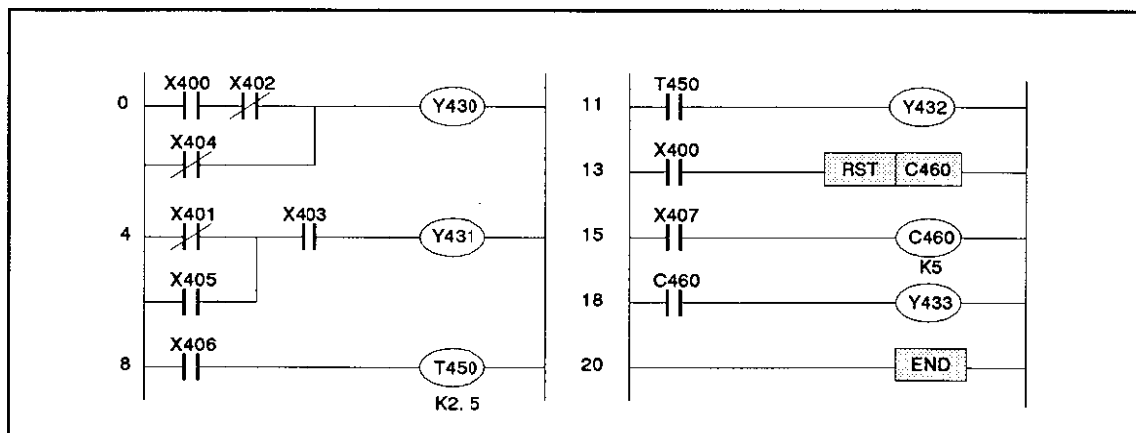 X400 X402
0 Y430
X404
X401 X403
4 Y431
X405
X406
8 T450
K2. 5
T450
11 Y432
X400
13 RST C460
X407
15 C460
K5
C460
18 Y433
20 END